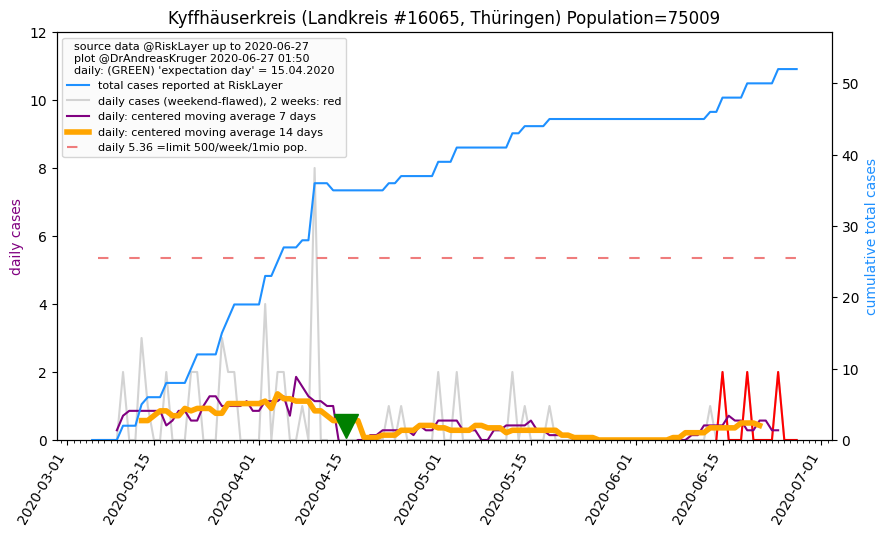 Kyffhäuserkreis (Landkreis #16065, Thüringen) Population=75009
source data @RiskLayer up to 2020-06-27
plot @DrAndreasKruger 2020-06-27 01:50
daily: (GREEN) 'expectation day' = 15.04.2020
total cases reported at RiskLayer
daily cases (weekend-flawed), 2 weeks: red
daily: centered moving average 7 days
daily: centered moving average 14 days
daily 5.36 =limit 500/week/1mio pop.
daily cases
12
10
8
6
4
2
0
50
40
30
20
10
0
cumulative total cases
2020-03-01
2020-03-15
2020-04-01
2020-04-15
2020-05-01
2020-05-15
2020-06-01
2020-06-15
2020-07-01